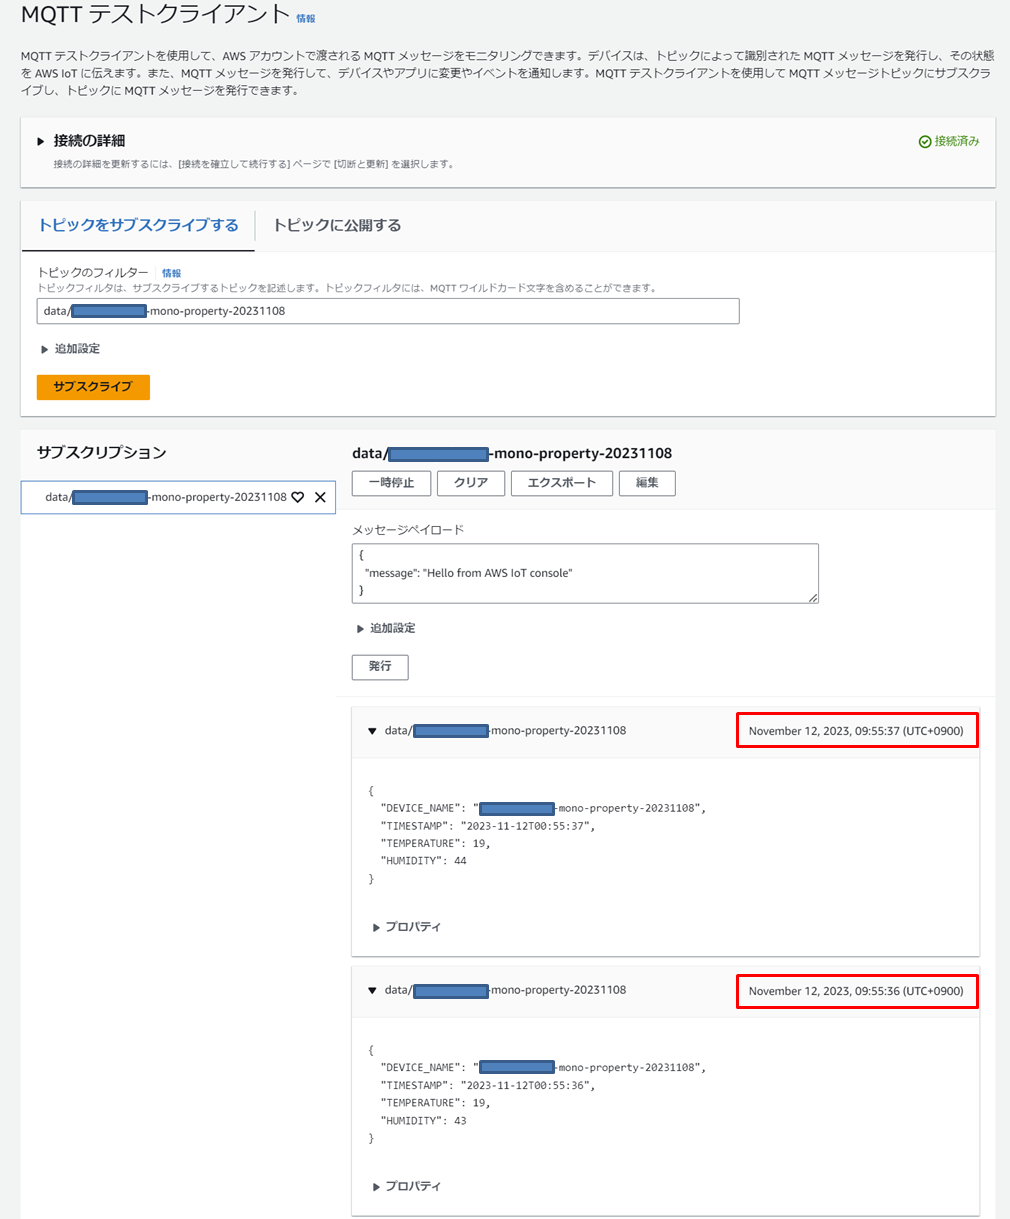 MQTT テストクライアント 情報
MQTT テストクライアントを使用して、AWS アカウントで渡される MQTT メッセージをモニタリングできます。デバイスは、トピックによって識別された MQTT メッセージを発行し、その状態
を AWS IoT に伝えます。また、MQTT メッセージを発行して、デバイスやアプリに変更やイベントを通知します。MQTT テストクライアントを使用して MQTT メッセージトピックにサブスクラ
イブし、トピックに MQTT メッセージを発行できます。
接続の詳細
接続済み
接続の詳細を更新するには、[接続を確立して続行する] ページで [切断と更新] を選択します。
トピックをサブスクライブする
トピックに公開する
トピックのフィルター 情報
トピックフィルタは、サブスクライブするトピックを記述します。トピックフィルタには、MQTT ワイルドカード文字を含めることができます。
data/ -mono-property-20231108
追加設定
サブスクライブ
サブスクリプション
data/ -mono-property-20231108
data/ -mono-property-20231108
一時停止 クリア エクスポート 編集
メッセージペイロード
{
"message": "Hello from AWS IoT console"
}
追加設定
発行
data/ -mono-property-20231108
November 12, 2023, 09:55:37 (UTC+0900)
{
"DEVICE_NAME": " -mono-property-20231108",
"TIMESTAMP": "2023-11-12T00:55:37",
"TEMPERATURE": 19,
"HUMIDITY": 44
}
プロパティ
data/ -mono-property-20231108
November 12, 2023, 09:55:36 (UTC+0900)
{
"DEVICE_NAME": " -mono-property-20231108",
"TIMESTAMP": "2023-11-12T00:55:36",
"TEMPERATURE": 19,
"HUMIDITY": 43
}
プロパティ